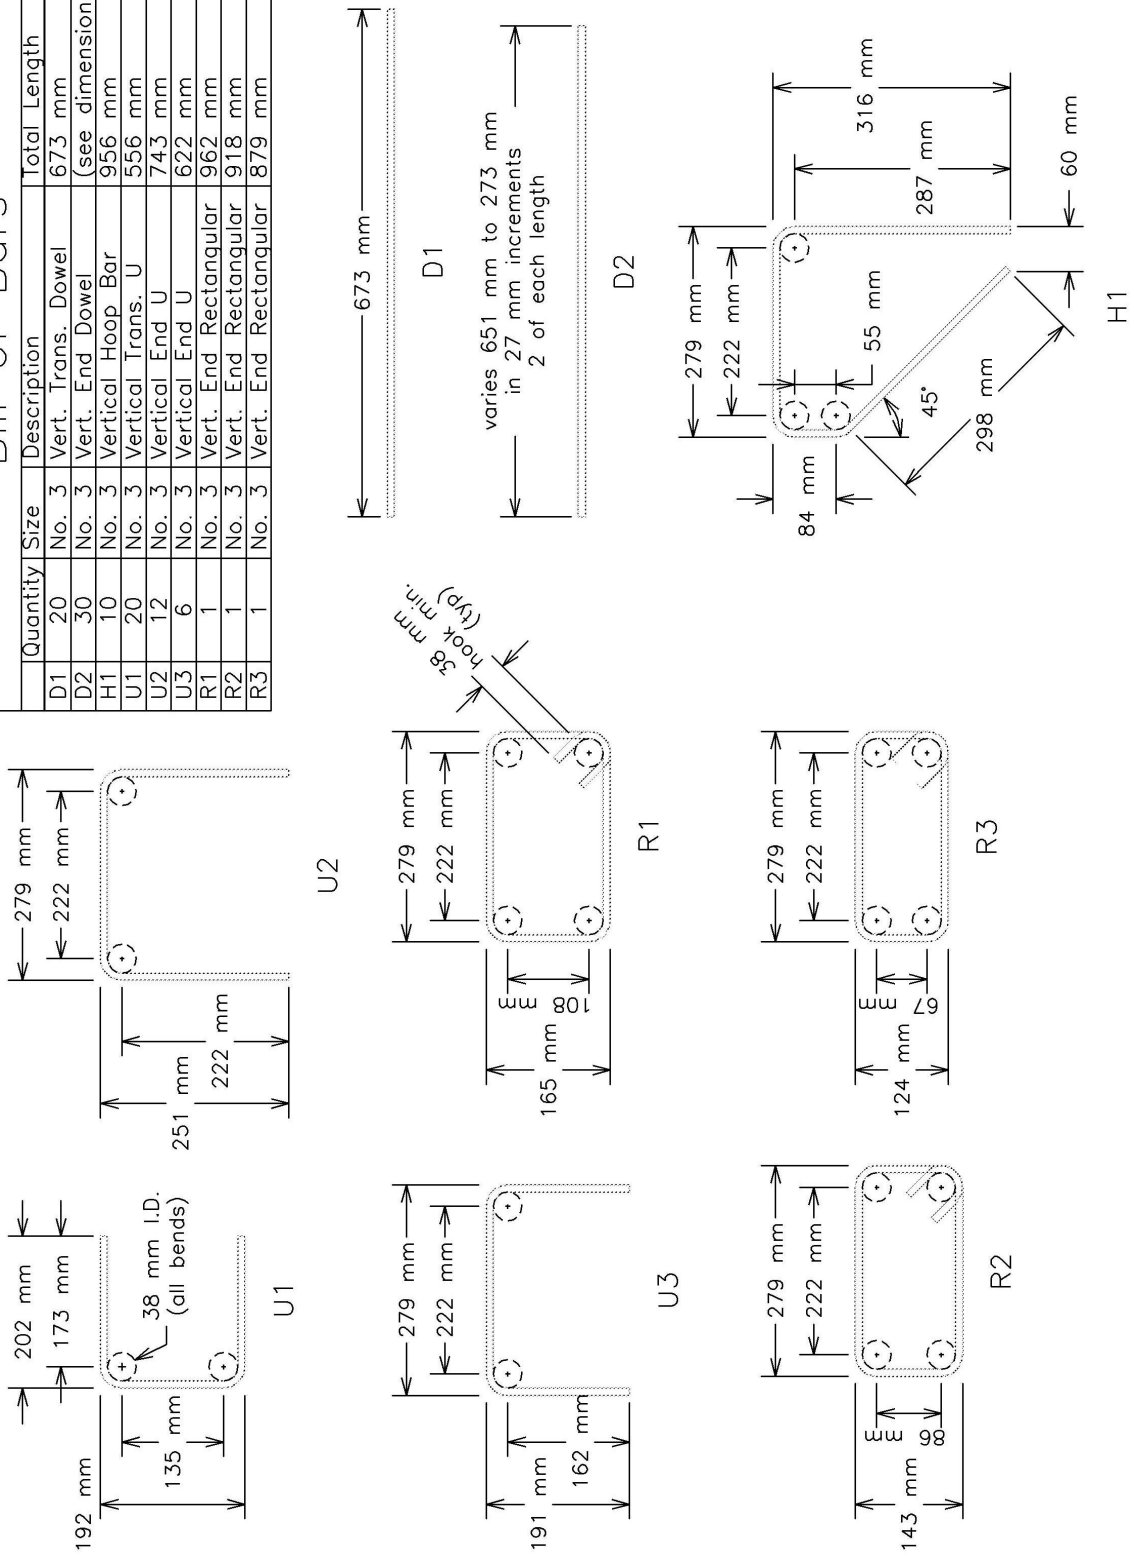 Bill of Bars
Quantity Size Description Total Length
D1 20 No. 3 Vert. Trans. Dowel 673 mm
D2 30 No. 3 Vert. End Dowel (see dimension
H1 10 No. 3 Vertical Hoop Bar 956 mm
U1 20 No. 3 Vertical Trans. U 556 mm
U2 12 No. 3 Vertical End U 743 mm
U3 6 No. 3 Vertical End U 622 mm
R1 1 No. 3 Vert. End Rectangular 962 mm
R2 1 No. 3 Vert. End Rectangular 918 mm
R3 1 No. 3 Vert. End Rectangular 879 mm
202 mm
173 mm
192 mm
135 mm
38 mm I.D.
(all bends)
U1
279 mm
222 mm
251 mm
222 mm
U2
673 mm
D1
varies 651 mm to 273 mm
in 27 mm increments
2 of each length
D2
279 mm
222 mm
191 mm
162 mm
U3
279 mm
222 mm
165 mm
108 mm
38 mm
hook min.
(typ)
R1
279 mm
222 mm
143 mm
86 mm
R2
279 mm
222 mm
124 mm
67 mm
R3
279 mm
222 mm
84 mm
55 mm
45°
298 mm
316 mm
287 mm
60 mm
H1